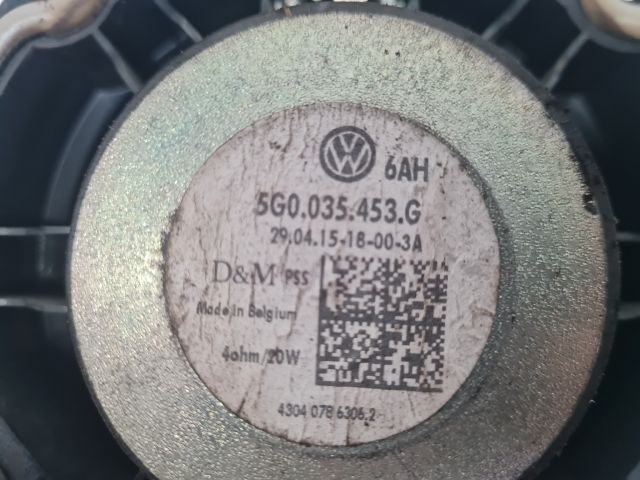 VW 6AH
5G0.035.453.G
29.04.15-18-00-3A
D&M PSS
Made in Belgium
4ohm/20W
4304 078 6306.2